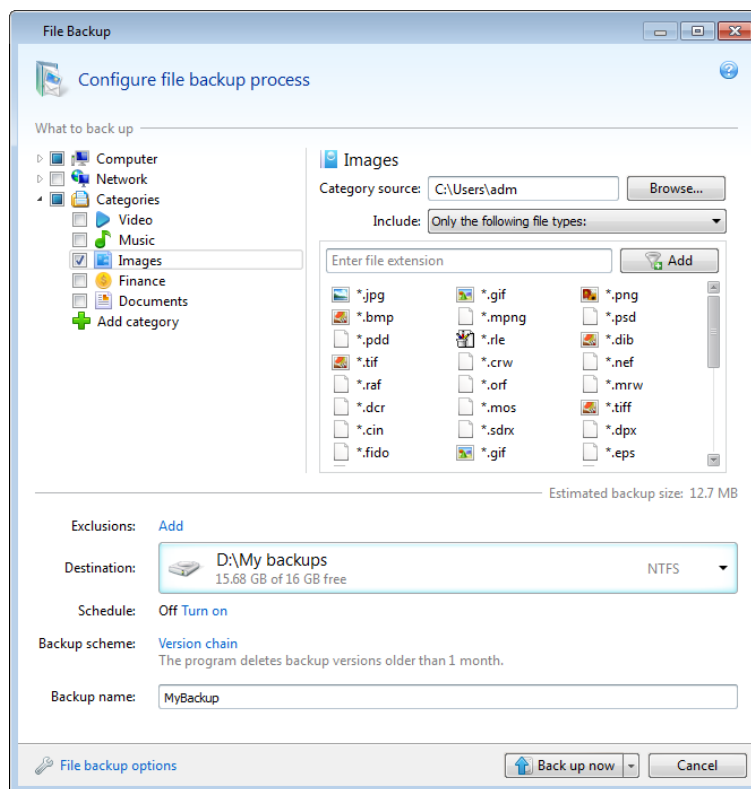 File Backup
Configure file backup process
What to back up
Computer
Network
Categories
Video
Music
Images
Finance
Documents
Add category
Images
Category source: C:\Users\adm Browse...
Include: Only the following file types:
Enter file extension Add
*.jpg *.gif *.png
*.bmp *.mpng *.psd
*.pdd *.rle *.dib
*.tif *.crw *.nef
*.raf *.orf *.mrw
*.dcr *.mos *.tiff
*.cin *.sdrx *.dpx
*.fido *.gif *.eps
Estimated backup size: 12.7 MB
Exclusions: Add
Destination: D:\My backups
15.68 GB of 16 GB free NTFS
Schedule: Off Turn on
Backup scheme: Version chain
The program deletes backup versions older than 1 month.
Backup name: MyBackup
File backup options Back up now Cancel